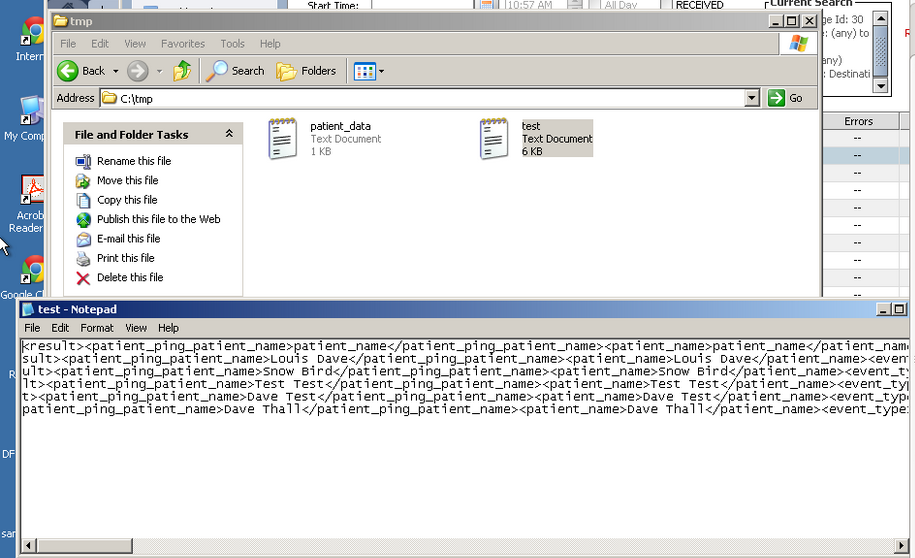 Start Time:
10:57 AM
All Day
RECEIVED
Current Search
ge Id: 30
e: (any) to
any)
: Destinati
tmp
File Edit View Favorites Tools Help
Back Search Folders
Address C:\tmp Go
Errors
--
--
--
--
--
--
--
--
--
--
File and Folder Tasks
Rename this file
Move this file
Copy this file
Publish this file to the Web
E-mail this file
Print this file
Delete this file
patient_data
Text Document
1 KB
test
Text Document
6 KB
Intern
My Comp
Acrob
Reader
Google C
R
DF
sar
test - Notepad
File Edit Format View Help
<result><patient_ping_patient_name>patient_name</patient_ping_patient_name><patient_name>patient_name</patient_name
sult><patient_ping_patient_name>Louis Dave</patient_ping_patient_name><patient_name>Louis Dave</patient_name><event
ult><patient_ping_patient_name>Snow Bird</patient_ping_patient_name><patient_name>Snow Bird</patient_name><event_ty
lt><patient_ping_patient_name>Test Test</patient_ping_patient_name><patient_name>Test Test</patient_name><event_typ
t><patient_ping_patient_name>Dave Test</patient_ping_patient_name><patient_name>Dave Test</patient_name><event_type
patient_ping_patient_name>Dave Thall</patient_ping_patient_name><patient_name>Dave Thall</patient_name><event_type